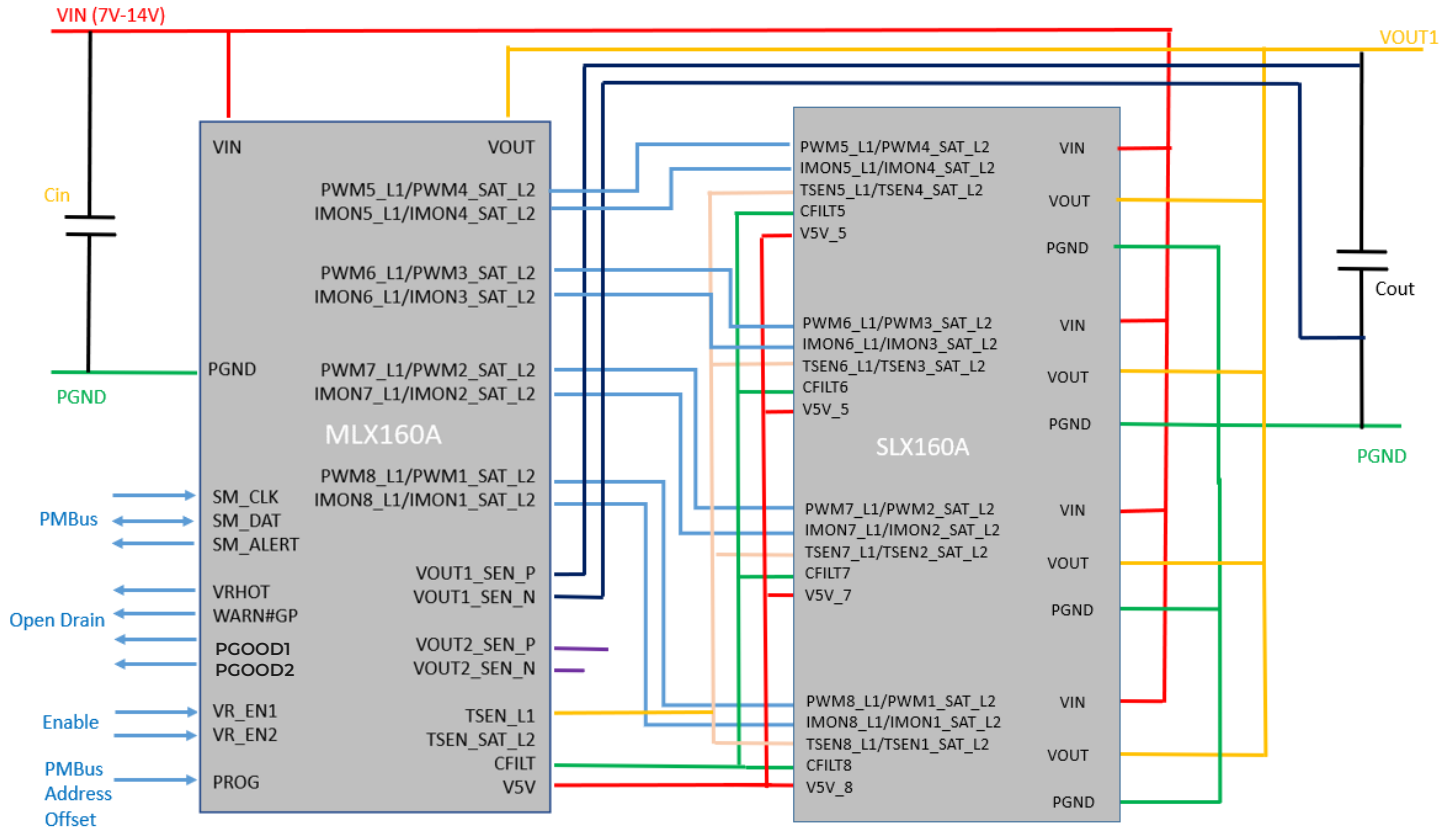 VIN (7V-14V)
VOUT1
Cin
PGND
PMBus
Open Drain
Enable
PMBus
Address
Offset
VIN
VOUT
PWM5_L1/PWM4_SAT_L2
IMON5_L1/IMON4_SAT_L2
PWM6_L1/PWM3_SAT_L2
IMON6_L1/IMON3_SAT_L2
PGND
PWM7_L1/PWM2_SAT_L2
IMON7_L1/IMON2_SAT_L2
MLX160A
PWM8_L1/PWM1_SAT_L2
IMON8_L1/IMON1_SAT_L2
SM_CLK
SM_DAT
SM_ALERT
VOUT1_SEN_P
VOUT1_SEN_N
VRHOT
WARN#GP
PGOOD1
PGOOD2
VOUT2_SEN_P
VOUT2_SEN_N
VR_EN1
VR_EN2
TSEN_L1
TSEN_SAT_L2
CFILT
V5V
PROG
PWM5_L1/PWM4_SAT_L2
IMON5_L1/IMON4_SAT_L2
TSEN5_L1/TSEN4_SAT_L2
CFILT5
V5V_5
PWM6_L1/PWM3_SAT_L2
IMON6_L1/IMON3_SAT_L2
TSEN6_L1/TSEN3_SAT_L2
CFILT6
V5V_5
SLX160A
PWM7_L1/PWM2_SAT_L2
IMON7_L1/IMON2_SAT_L2
TSEN7_L1/TSEN2_SAT_L2
CFILT7
V5V_7
PWM8_L1/PWM1_SAT_L2
IMON8_L1/IMON1_SAT_L2
TSEN8_L1/TSEN1_SAT_L2
CFILT8
V5V_8
VIN
VOUT
PGND
VIN
VOUT
PGND
VIN
VOUT
PGND
VIN
VOUT
PGND
Cout
PGND